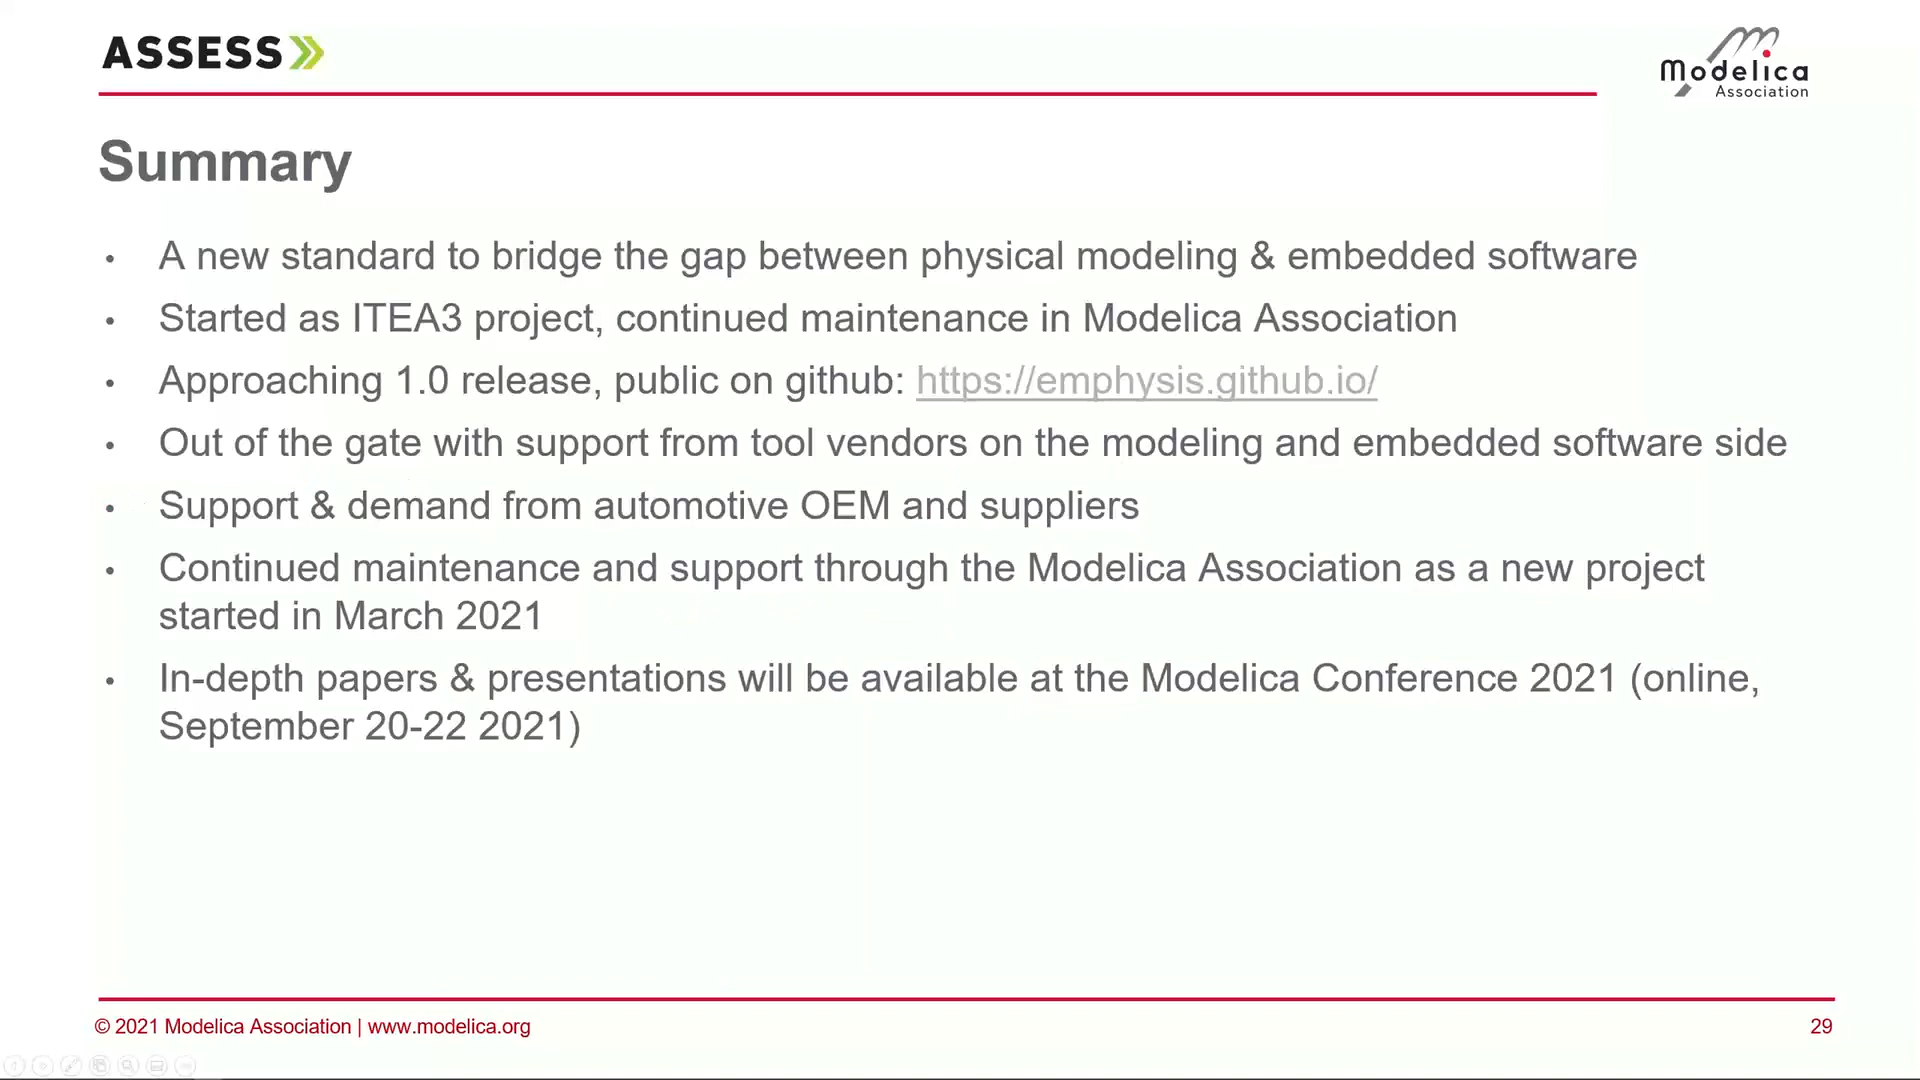 ASSESS
Modelica
Association
Summary
• A new standard to bridge the gap between physical modeling & embedded software
• Started as ITEA3 project, continued maintenance in Modelica Association
• Approaching 1.0 release, public on github: https://emphysis.github.io/
• Out of the gate with support from tool vendors on the modeling and embedded software side
• Support & demand from automotive OEM and suppliers
• Continued maintenance and support through the Modelica Association as a new project
started in March 2021
• In-depth papers & presentations will be available at the Modelica Conference 2021 (online,
September 20-22 2021)
© 2021 Modelica Association | www.modelica.org
29